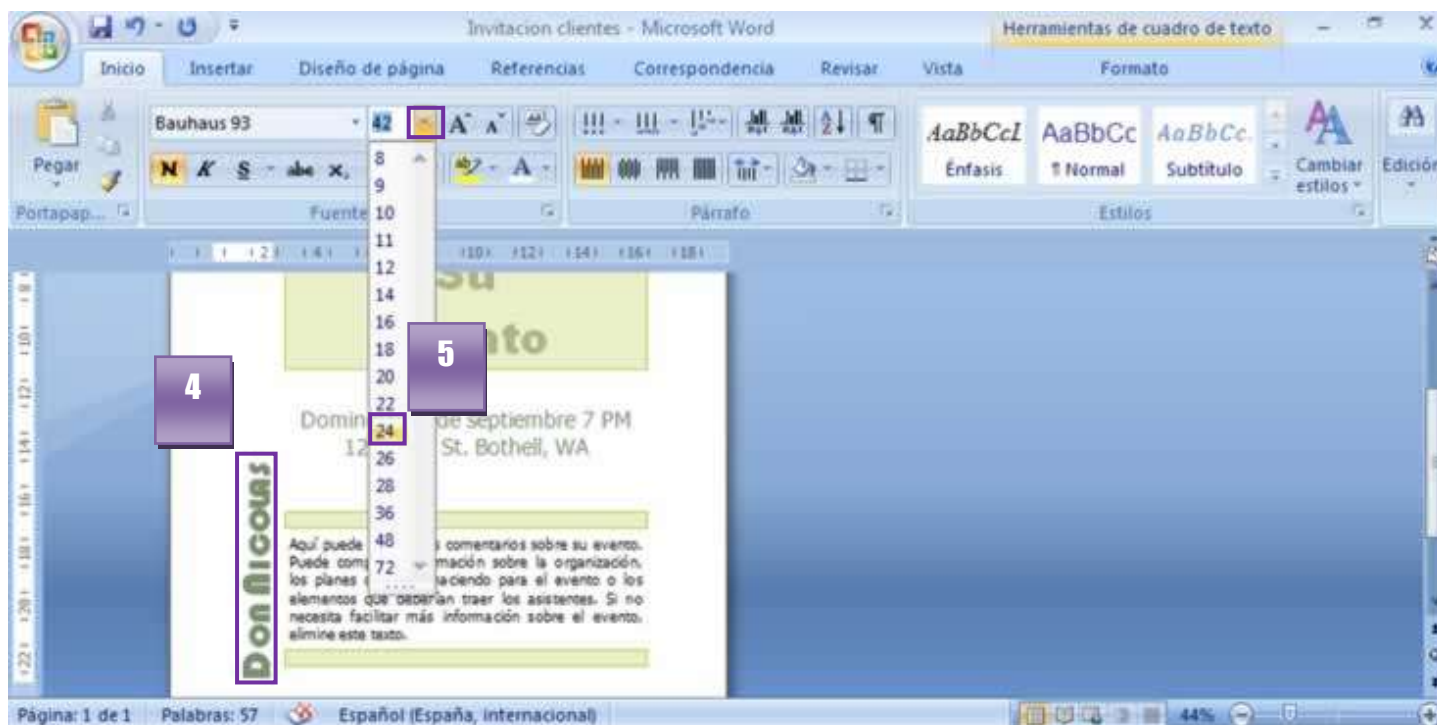 Invitacion clientes - Microsoft Word
Herramientas de cuadro de texto
Inicio Insertar Diseño de página Referencias Correspondencia Revisar Vista Formato
Bauhaus 93 42
Pegar
N K S abe x,
AaBbCcI AaBbCc AaBbCc.
Énfasis ¶ Normal Subtítulo
Cambiar estilos
Edición
Portapap... Fuente Párrafo Estilos
8
9
10
11
12
14
16
18
20
22
24
26
28
36
48
72
4
5
Su
Domin de septiembre 7 PM
12 St. Bothell, WA
Don Nicolas
Aquí puede comentarios sobre su evento.
Puede sobre la organización,
los planes haciendo para el evento o los
elementos que deberían traer los asistentes. Si no
necesita facilitar más información sobre el evento,
elimine este texto.
Página: 1 de 1 Palabras: 57 Español (España, internacional) 44%